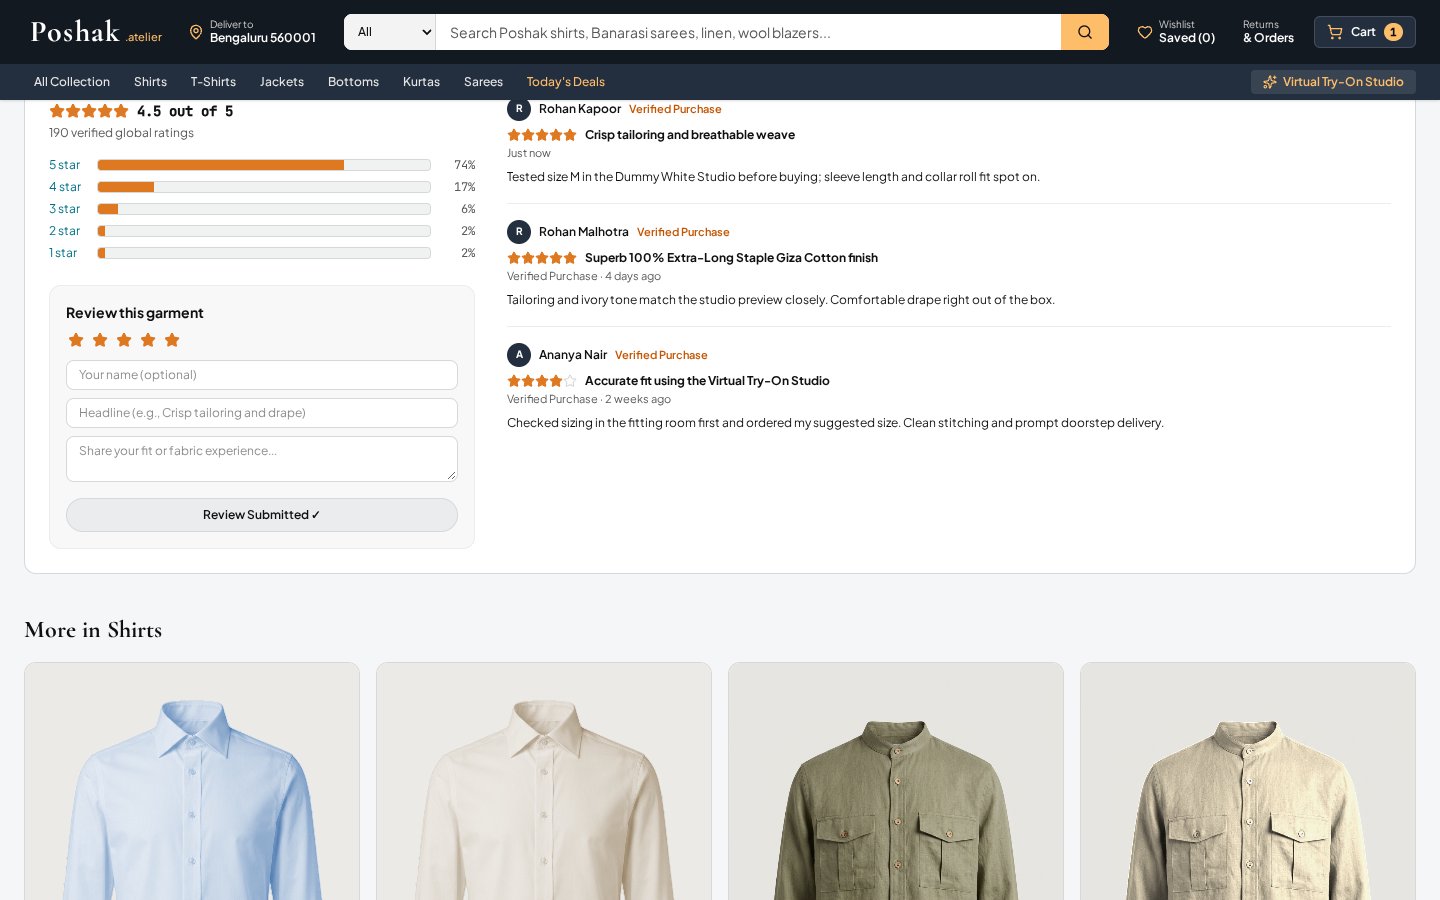 Poshak .atelier
Deliver to
Bengaluru 560001
All
Search Poshak shirts, Banarasi sarees, linen, wool blazers...
Wishlist
Saved (0)
Returns
& Orders
Cart 1
All Collection Shirts T-Shirts Jackets Bottoms Kurtas Sarees Today's Deals Virtual Try-On Studio
4.5 out of 5
190 verified global ratings
5 star 74%
4 star 17%
3 star 6%
2 star 2%
1 star 2%
Review this garment
Your name (optional)
Headline (e.g., Crisp tailoring and drape)
Share your fit or fabric experience...
Review Submitted ✓
R Rohan Kapoor Verified Purchase
Crisp tailoring and breathable weave
Just now
Tested size M in the Dummy White Studio before buying; sleeve length and collar roll fit spot on.
R Rohan Malhotra Verified Purchase
Superb 100% Extra-Long Staple Giza Cotton finish
Verified Purchase · 4 days ago
Tailoring and ivory tone match the studio preview closely. Comfortable drape right out of the box.
A Ananya Nair Verified Purchase
Accurate fit using the Virtual Try-On Studio
Verified Purchase · 2 weeks ago
Checked sizing in the fitting room first and ordered my suggested size. Clean stitching and prompt doorstep delivery.
More in Shirts